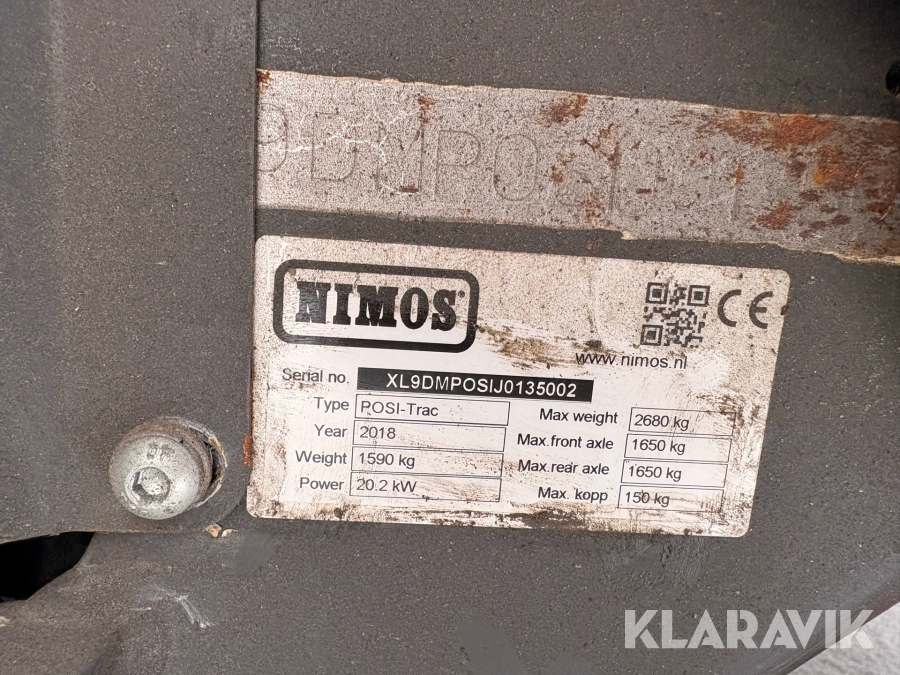 9DMPOSI
NIMOS
CE
www.nimos.nl
Serial no. XL9DMPOSIJ0135002
Type POSI-Trac
Year 2018
Weight 1590 kg
Power 20.2 kW
Max weight 2680 kg
Max.front axle 1650 kg
Max.rear axle 1650 kg
Max. kopp 150 kg
KLARAVIK